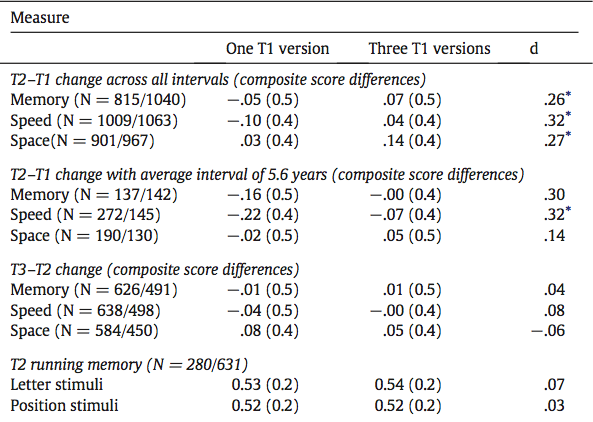 Measure
One T1 version Three T1 versions d
T2–T1 change across all intervals (composite score differences)
Memory (N = 815/1040) −.05 (0.5) .07 (0.5) .26*
Speed (N = 1009/1063) −.10 (0.4) .04 (0.4) .32*
Space(N = 901/967) .03 (0.4) .14 (0.4) .27*
T2–T1 change with average interval of 5.6 years (composite score differences)
Memory (N = 137/142) −.16 (0.5) −.00 (0.4) .30
Speed (N = 272/145) −.22 (0.4) −.07 (0.4) .32*
Space (N = 190/130) −.02 (0.5) .05 (0.5) .14
T3–T2 change (composite score differences)
Memory (N = 626/491) −.01 (0.5) .01 (0.5) .04
Speed (N = 638/498) −.04 (0.5) −.00 (0.4) .08
Space (N = 584/450) .08 (0.4) .05 (0.4) −.06
T2 running memory (N = 280/631)
Letter stimuli 0.53 (0.2) 0.54 (0.2) .07
Position stimuli 0.52 (0.2) 0.52 (0.2) .03